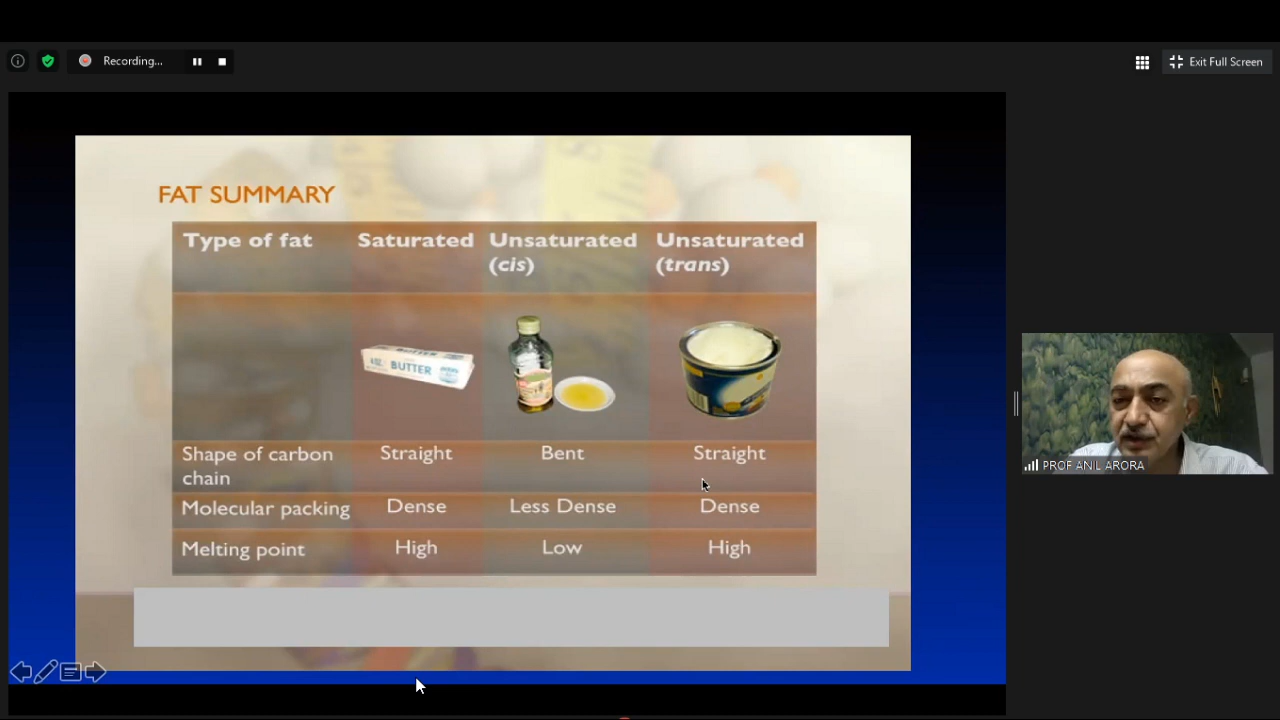 Recording...
Exit Full Screen
FAT SUMMARY
Type of fat Saturated Unsaturated Unsaturated
(cis) (trans)
BUTTER
Shape of carbon Straight Bent Straight
chain
Molecular packing Dense Less Dense Dense
Melting point High Low High
PROF ANIL ARORA